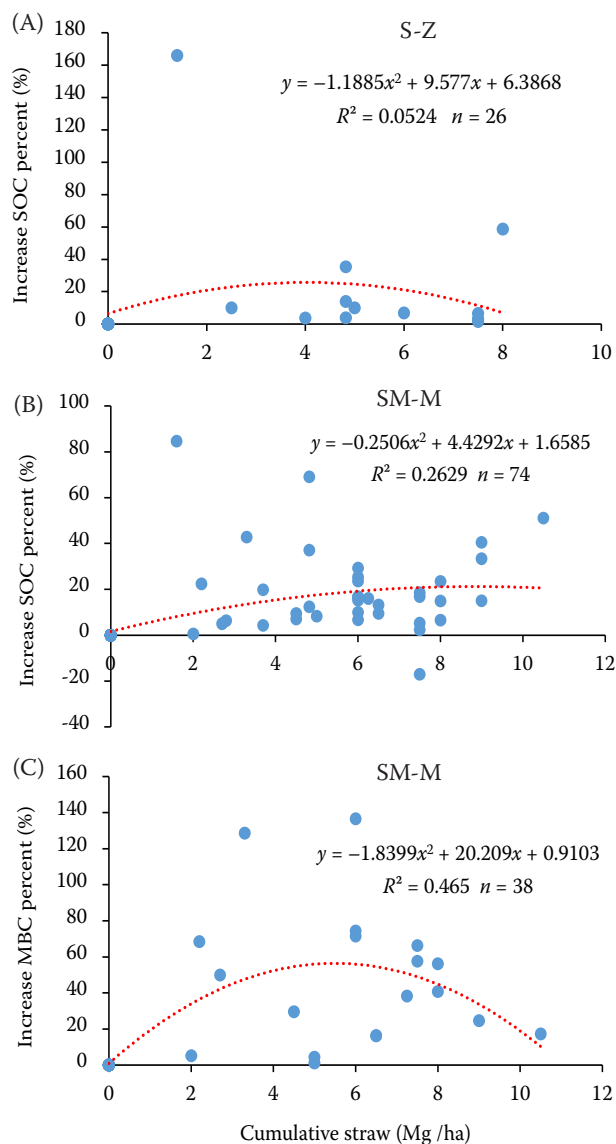 (A)
S-Z
y = −1.1885x² + 9.577x + 6.3868
R² = 0.0524 n = 26
Increase SOC percent (%)
180
160
140
120
100
80
60
40
20
0
0 2 4 6 8 10
(B)
SM-M
y = −0.2506x² + 4.4292x + 1.6585
R² = 0.2629 n = 74
Increase SOC percent (%)
100
80
60
40
20
0
-20
-40
0 2 4 6 8 10 12
(C)
SM-M
y = −1.8399x² + 20.209x + 0.9103
R² = 0.465 n = 38
Increase MBC percent (%)
160
140
120
100
80
60
40
20
0
0 2 4 6 8 10 12
Cumulative straw (Mg /ha)